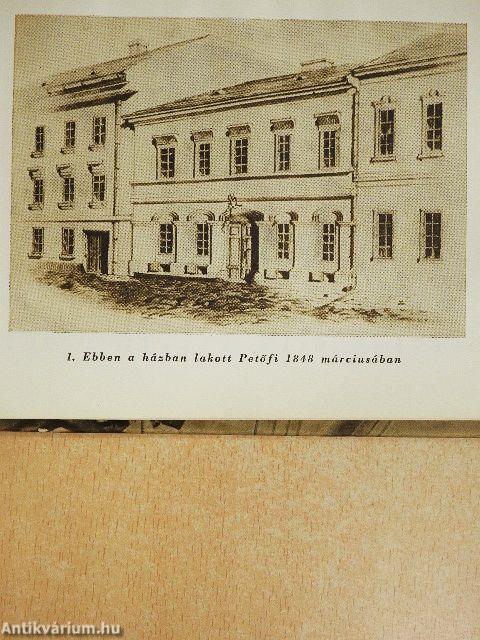 1. Ebben a házban lakott Petőfi 1848 márciusában
Antikvárium.hu